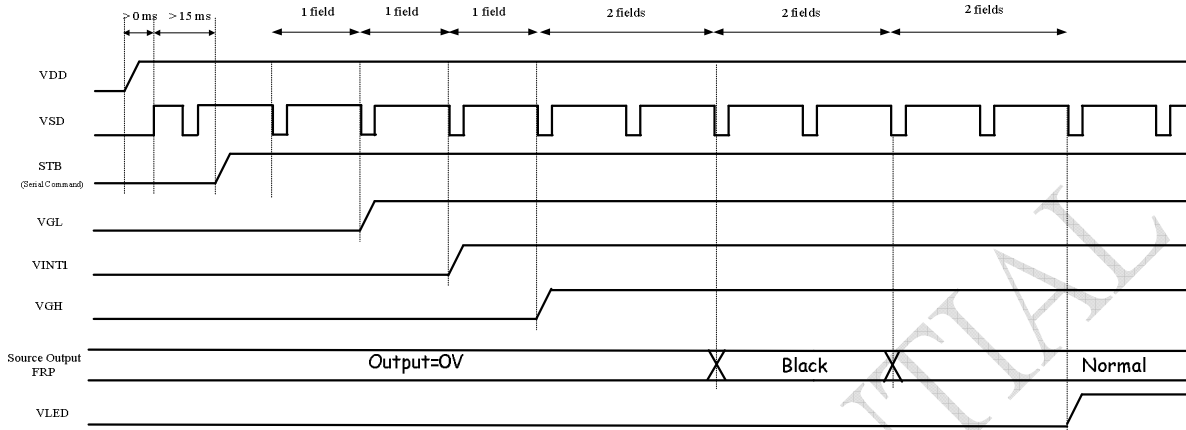 > 0 ms
> 15 ms
1 field
1 field
1 field
2 fields
2 fields
2 fields
VDD
VSD
STB
(Serial Command)
VGL
VINT1
VGH
Source Output
FRP
Output=0V
Black
Normal
VLED
NTIAL